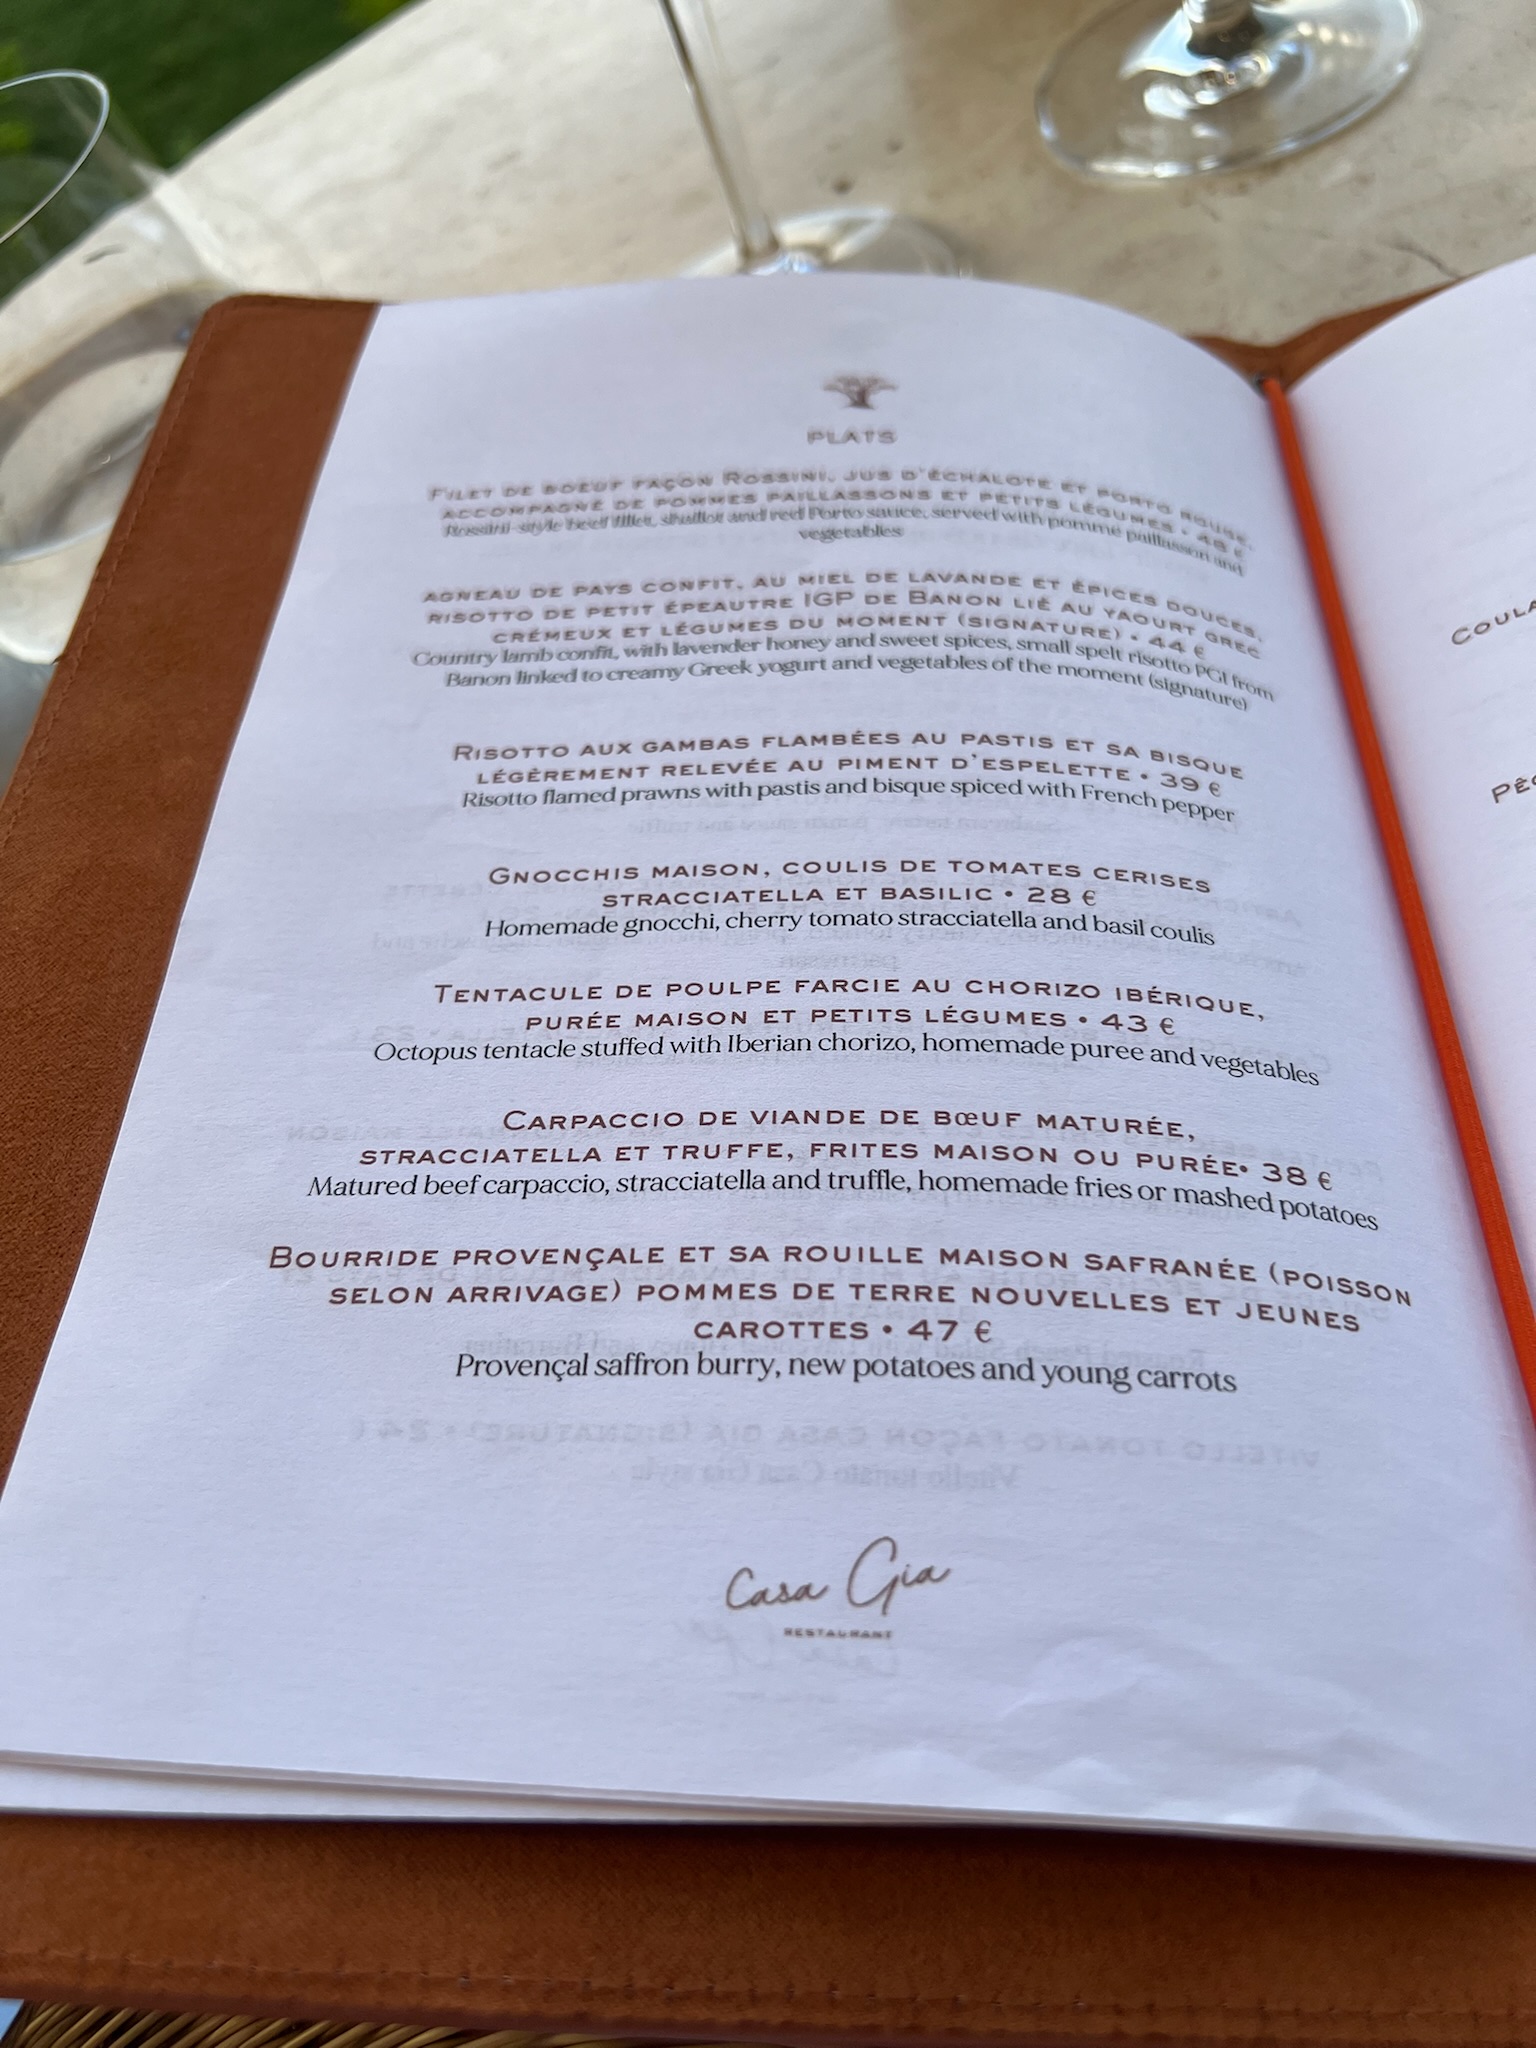 PLATS
FILET DE BOEUF FAÇON ROSSINI, JUS D'ÉCHALOTE ET PORTO ROUGE,
ACCOMPAGNÉ DE POMMES PAILLASSONS ET PETITS LÉGUMES • 48 €
Rossini-style beef fillet, shallot and red Porto sauce, served with pomme paillasson and
vegetables
AGNEAU DE PAYS CONFIT, AU MIEL DE LAVANDE ET ÉPICES DOUCES,
RISOTTO DE PETIT ÉPEAUTRE IGP DE BANON LIÉ AU YAOURT GREC
CRÉMEUX ET LÉGUMES DU MOMENT (SIGNATURE) • 44 €
Country lamb confit, with lavender honey and sweet spices, small spelt risotto PGI from
Banon linked to creamy Greek yogurt and vegetables of the moment (signature)
RISOTTO AUX GAMBAS FLAMBÉES AU PASTIS ET SA BISQUE
LÉGÈREMENT RELEVÉE AU PIMENT D'ESPELETTE • 39 €
Risotto flamed prawns with pastis and bisque spiced with French pepper
GNOCCHIS MAISON, COULIS DE TOMATES CERISES
STRACCIATELLA ET BASILIC • 28 €
Homemade gnocchi, cherry tomato stracciatella and basil coulis
TENTACULE DE POULPE FARCIE AU CHORIZO IBÉRIQUE,
PURÉE MAISON ET PETITS LÉGUMES • 43 €
Octopus tentacle stuffed with Iberian chorizo, homemade puree and vegetables
CARPACCIO DE VIANDE DE BŒUF MATURÉE,
STRACCIATELLA ET TRUFFE, FRITES MAISON OU PURÉE• 38 €
Matured beef carpaccio, stracciatella and truffle, homemade fries or mashed potatoes
BOURRIDE PROVENÇALE ET SA ROUILLE MAISON SAFRANÉE (POISSON
SELON ARRIVAGE) POMMES DE TERRE NOUVELLES ET JEUNES
CAROTTES • 47 €
Provençal saffron burry, new potatoes and young carrots
Casa Gia
RESTAURANT